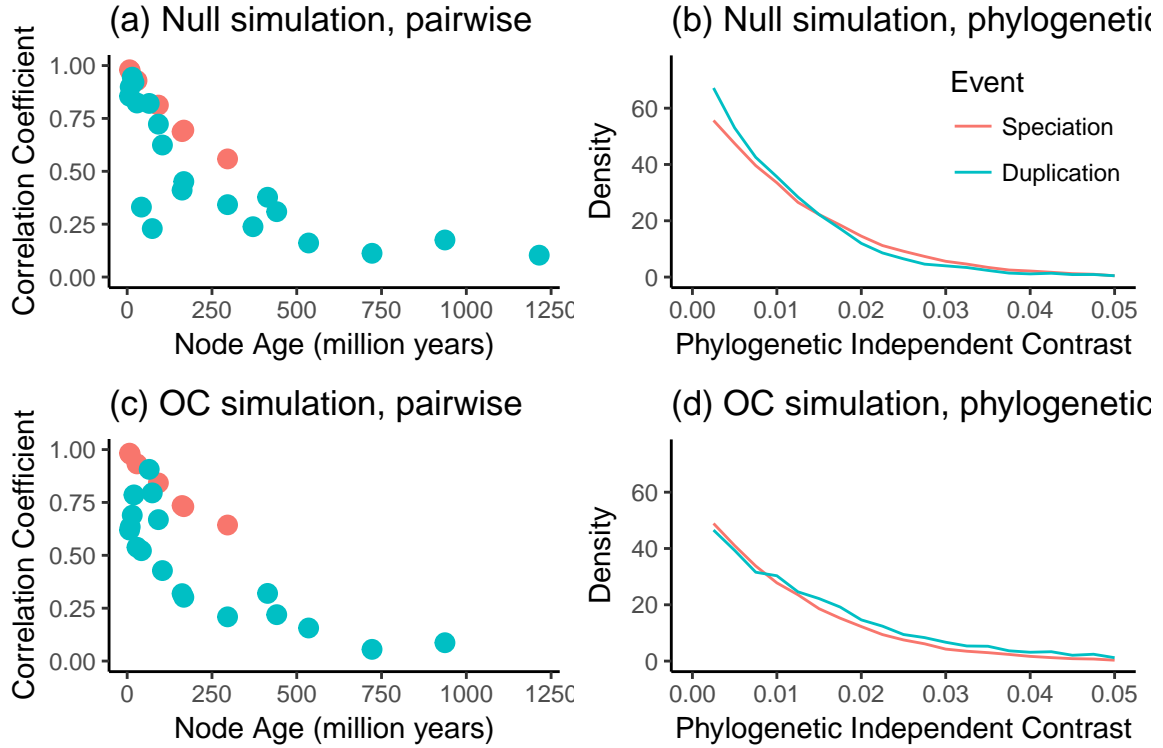 (a) Null simulation, pairwise
Correlation Coefficient
1.00
0.75
0.50
0.25
0.00
0 250 500 750 1000 1250
Node Age (million years)
(b) Null simulation, phylogenetic
Density
60
40
20
0
Event
Speciation
Duplication
0.00 0.01 0.02 0.03 0.04 0.05
Phylogenetic Independent Contrast
(c) OC simulation, pairwise
Correlation Coefficient
1.00
0.75
0.50
0.25
0.00
0 250 500 750 1000 1250
Node Age (million years)
(d) OC simulation, phylogenetic
Density
60
40
20
0
0.00 0.01 0.02 0.03 0.04 0.05
Phylogenetic Independent Contrast